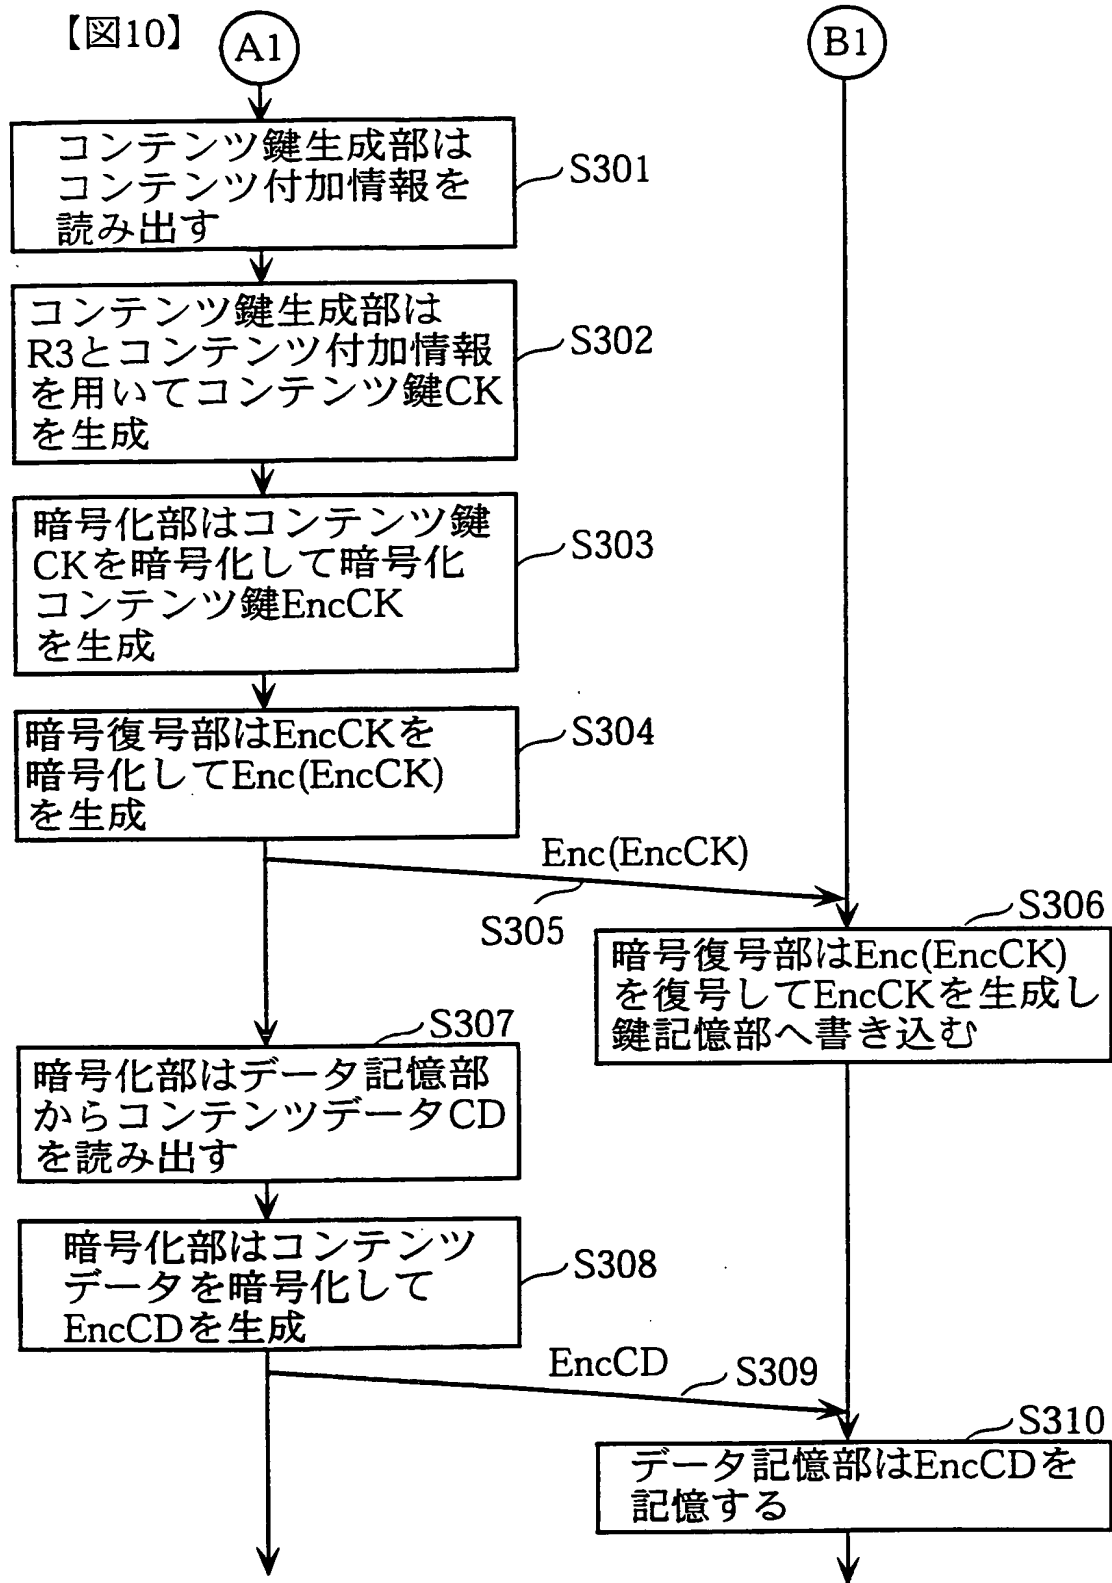 【図10】
A1
B1
コンテンツ鍵生成部は
コンテンツ付加情報を
読み出す
S301
コンテンツ鍵生成部は
R3とコンテンツ付加情報
を用いてコンテンツ鍵CK
を生成
S302
暗号化部はコンテンツ鍵
CKを暗号化して暗号化
コンテンツ鍵EncCK
を生成
S303
暗号復号部はEncCKを
暗号化してEnc(EncCK)
を生成
S304
Enc(EncCK)
S305
S306
暗号復号部はEnc(EncCK)
を復号してEncCKを生成し
鍵記憶部へ書き込む
S307
暗号化部はデータ記憶部
からコンテンツデータCD
を読み出す
暗号化部はコンテンツ
データを暗号化して
EncCDを生成
S308
EncCD
S309
S310
データ記憶部はEncCDを
記憶する